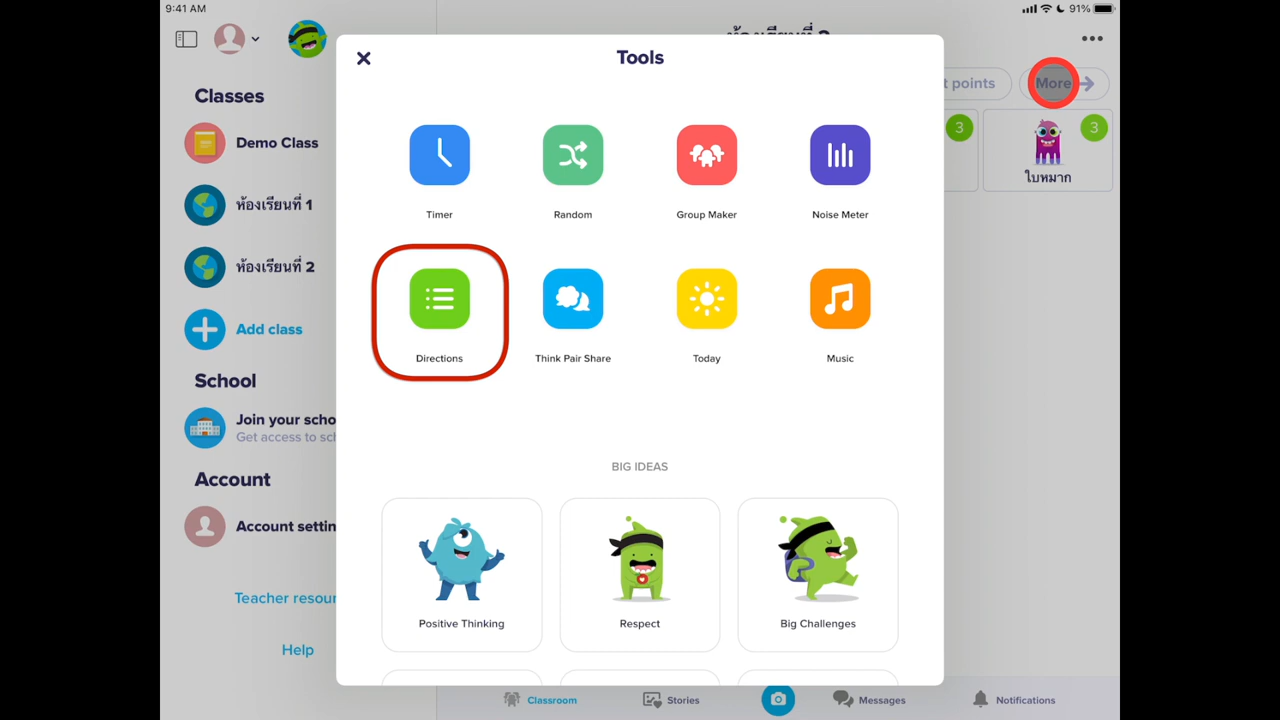 9:41 AM
91%
Tools
Classes
Demo Class
ห้องเรียนที่ 1
ห้องเรียนที่ 2
Add class
School
Join your scho
Get access to sch
Account
Account settin
Teacher resour
Help
Timer
Random
Group Maker
Noise Meter
Directions
Think Pair Share
Today
Music
BIG IDEAS
Positive Thinking
Respect
Big Challenges
t points
More
3
3
ใบหมาก
Classroom
Stories
Messages
Notifications